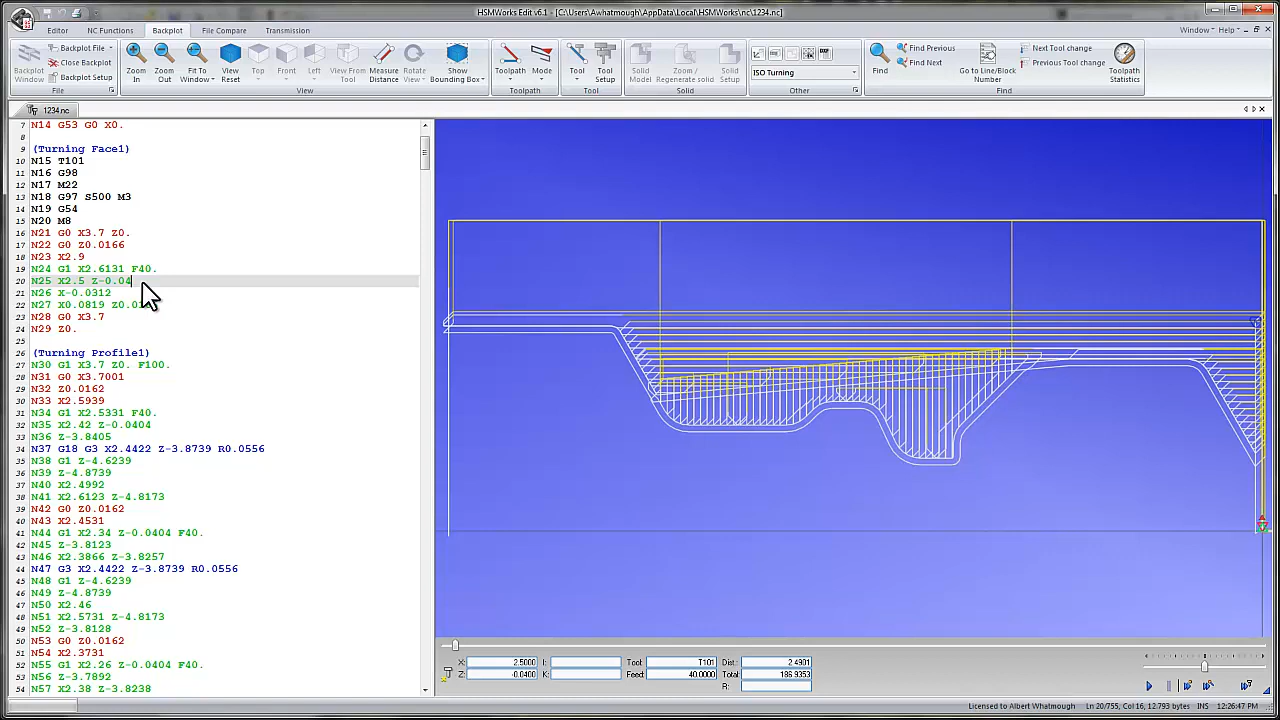 HSMWorks Edit v6.1 - [C:\Users\Awhatmough\AppData\Local\HSMWorks\nc\1234.nc]
Editor NC Functions Backplot File Compare Transmission Window Help
Backplot Window
Backplot File
Close Backplot
Backplot Setup
Zoom In
Zoom Out
Fit To Window
View Reset
Top
Front
Left
View From Tool
Measure Distance
Rotate View
Show Bounding Box
Toolpath
Mode
Tool
Tool Setup
Solid Model
Zoom / Regenerate solid
Solid Setup
ISO Turning
Find
Find Previous
Find Next
Go to Line/Block Number
Next Tool change
Previous Tool change
Toolpath Statistics
File View Toolpath Tool Solid Other Find
1234.nc
7 N14 G53 G0 X0.
8
9 (Turning Face1)
10 N15 T101
11 N16 G98
12 N17 M22
13 N18 G97 S500 M3
14 N19 G54
15 N20 M8
16 N21 G0 X3.7 Z0.
17 N22 G0 Z0.0166
18 N23 X2.9
19 N24 G1 X2.6131 F40.
20 N25 X2.5 Z-0.04
21 N26 X-0.0312
22 N27 X0.0819
23 N28 G0 X3.7
24 N29 Z0.
25
26 (Turning Profile1)
27 N30 G1 X3.7 Z0. F100.
28 N31 G0 X3.7001
29 N32 Z0.0162
30 N33 X2.5939
31 N34 G1 X2.5331 F40.
32 N35 X2.42 Z-0.0404
33 N36 Z-3.8405
34 N37 G18 G3 X2.4422 Z-3.8739 R0.0556
35 N38 G1 Z-4.6239
36 N39 Z-4.8739
37 N40 X2.4992
38 N41 X2.6123 Z-4.8173
39 N42 G0 Z0.0162
40 N43 X2.4531
41 N44 G1 X2.34 Z-0.0404 F40.
42 N45 Z-3.8123
43 N46 X2.3866 Z-3.8257
44 N47 G3 X2.4422 Z-3.8739 R0.0556
45 N48 G1 Z-4.6239
46 N49 Z-4.8739
47 N50 X2.46
48 N51 X2.5731 Z-4.8173
49 N52 Z-3.8128
50 N53 G0 Z0.0162
51 N54 X2.3731
52 N55 G1 X2.26 Z-0.0404 F40.
53 N56 Z-3.7892
54 N57 X2.38 Z-3.8238
X: 2.5000 I: Tool: T101 Dist.: 2.4901
Z: -0.0400 K: Feed: 40.0000 Total: 186.9353
R:
Licensed to Albert Whatmough Ln 20/755, Col 16, 12.793 bytes INS 12:26:47 PM